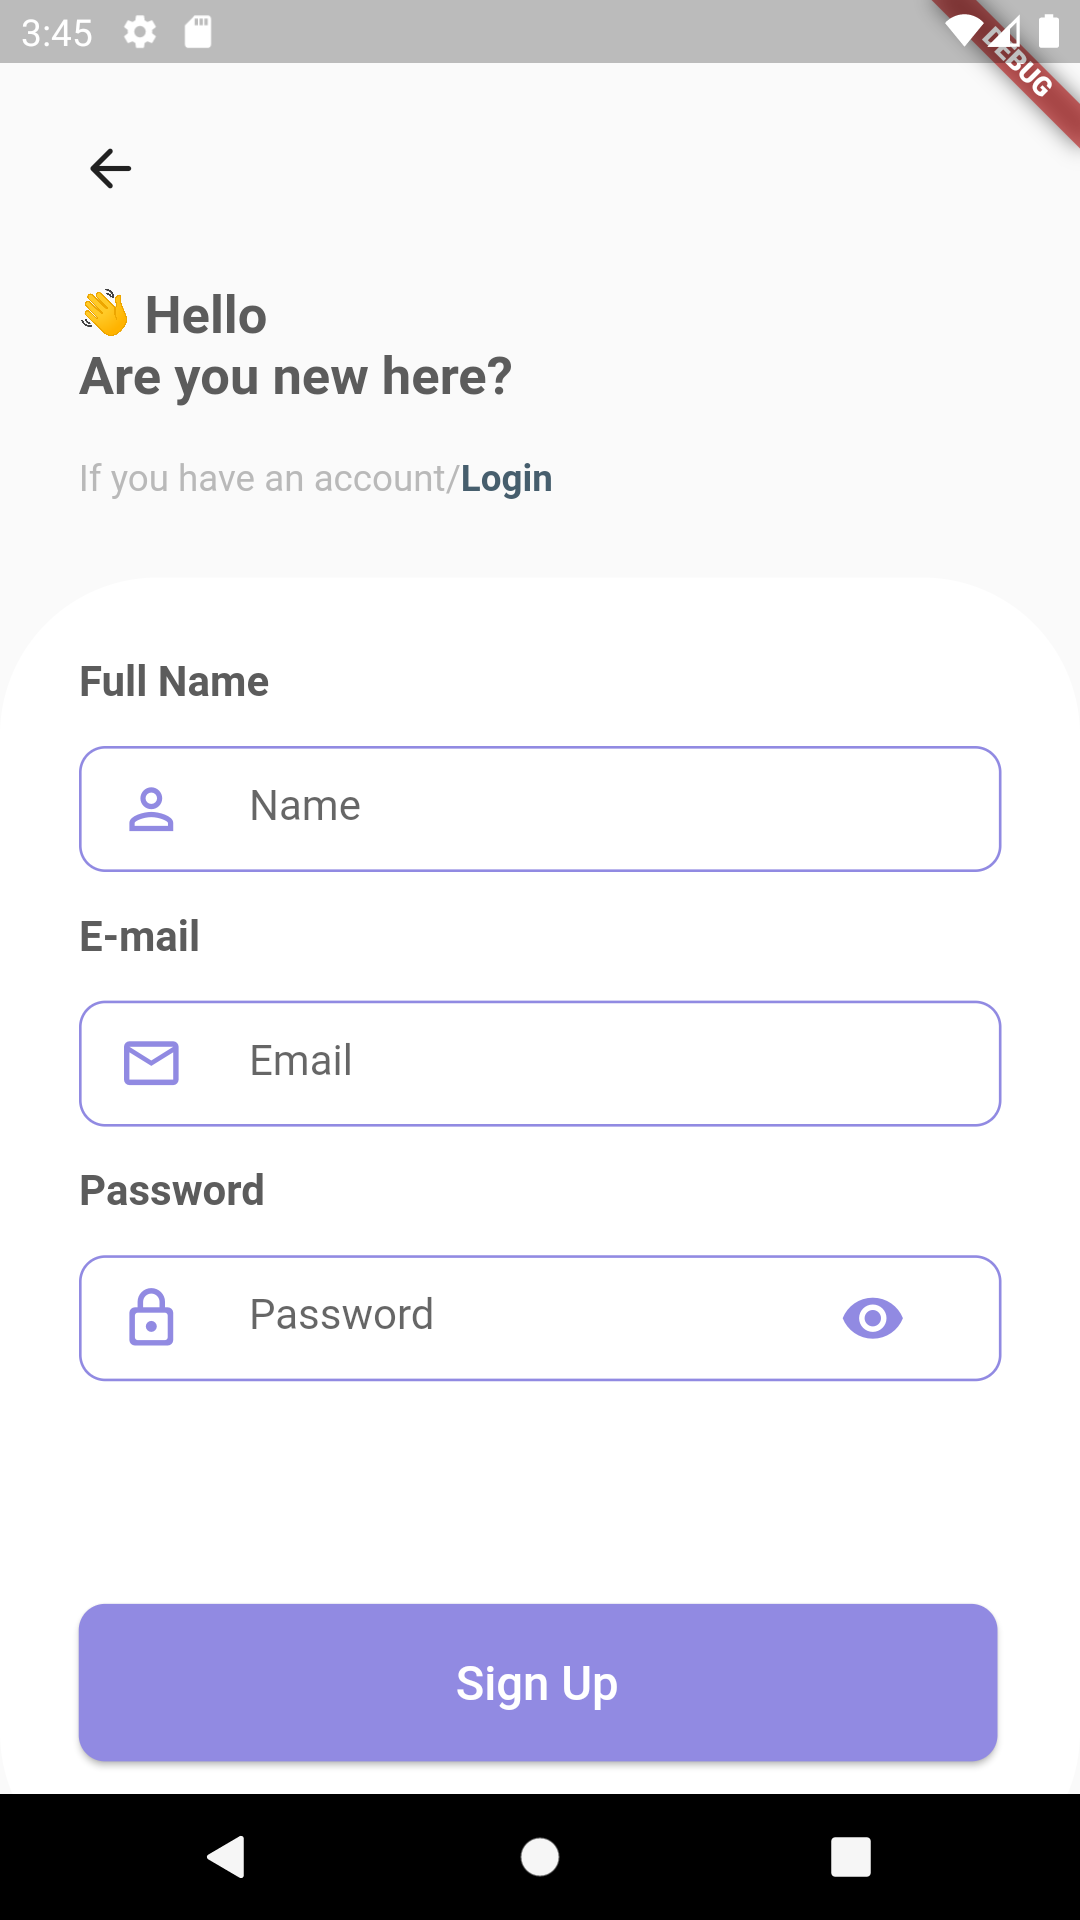 3:45
DEBUG
👋 Hello
Are you new here?
If you have an account/Login
Full Name
Name
E-mail
Email
Password
Password
Sign Up